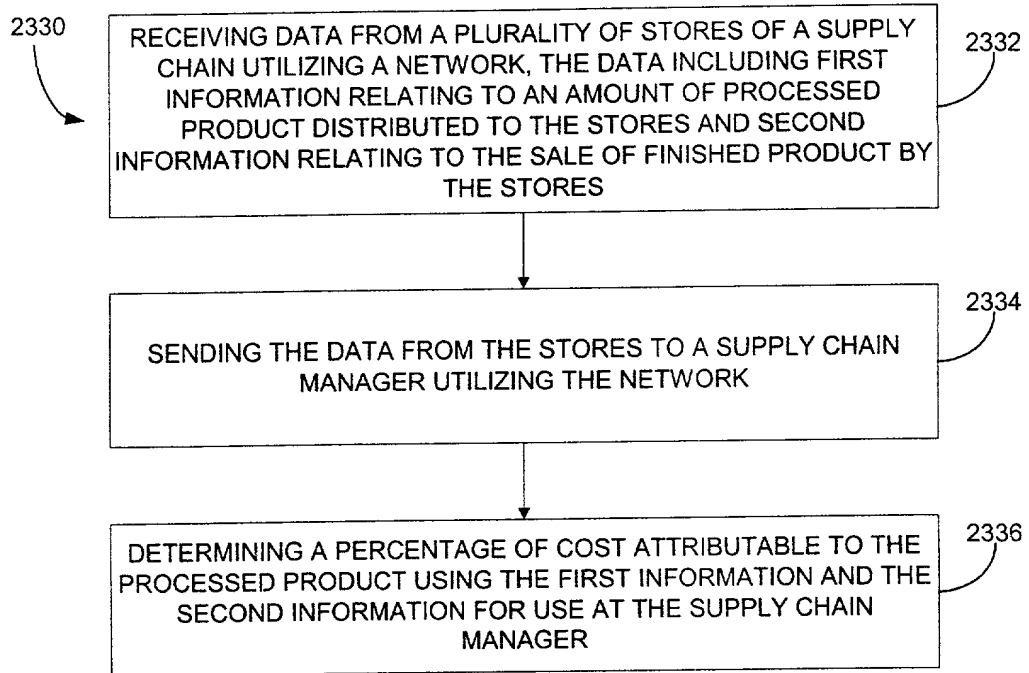 2330
RECEIVING DATA FROM A PLURALITY OF STORES OF A SUPPLY
CHAIN UTILIZING A NETWORK, THE DATA INCLUDING FIRST
INFORMATION RELATING TO AN AMOUNT OF PROCESSED
PRODUCT DISTRIBUTED TO THE STORES AND SECOND
INFORMATION RELATING TO THE SALE OF FINISHED PRODUCT BY
THE STORES
2332
SENDING THE DATA FROM THE STORES TO A SUPPLY CHAIN
MANAGER UTILIZING THE NETWORK
2334
DETERMINING A PERCENTAGE OF COST ATTRIBUTABLE TO THE
PROCESSED PRODUCT USING THE FIRST INFORMATION AND THE
SECOND INFORMATION FOR USE AT THE SUPPLY CHAIN
MANAGER
2336